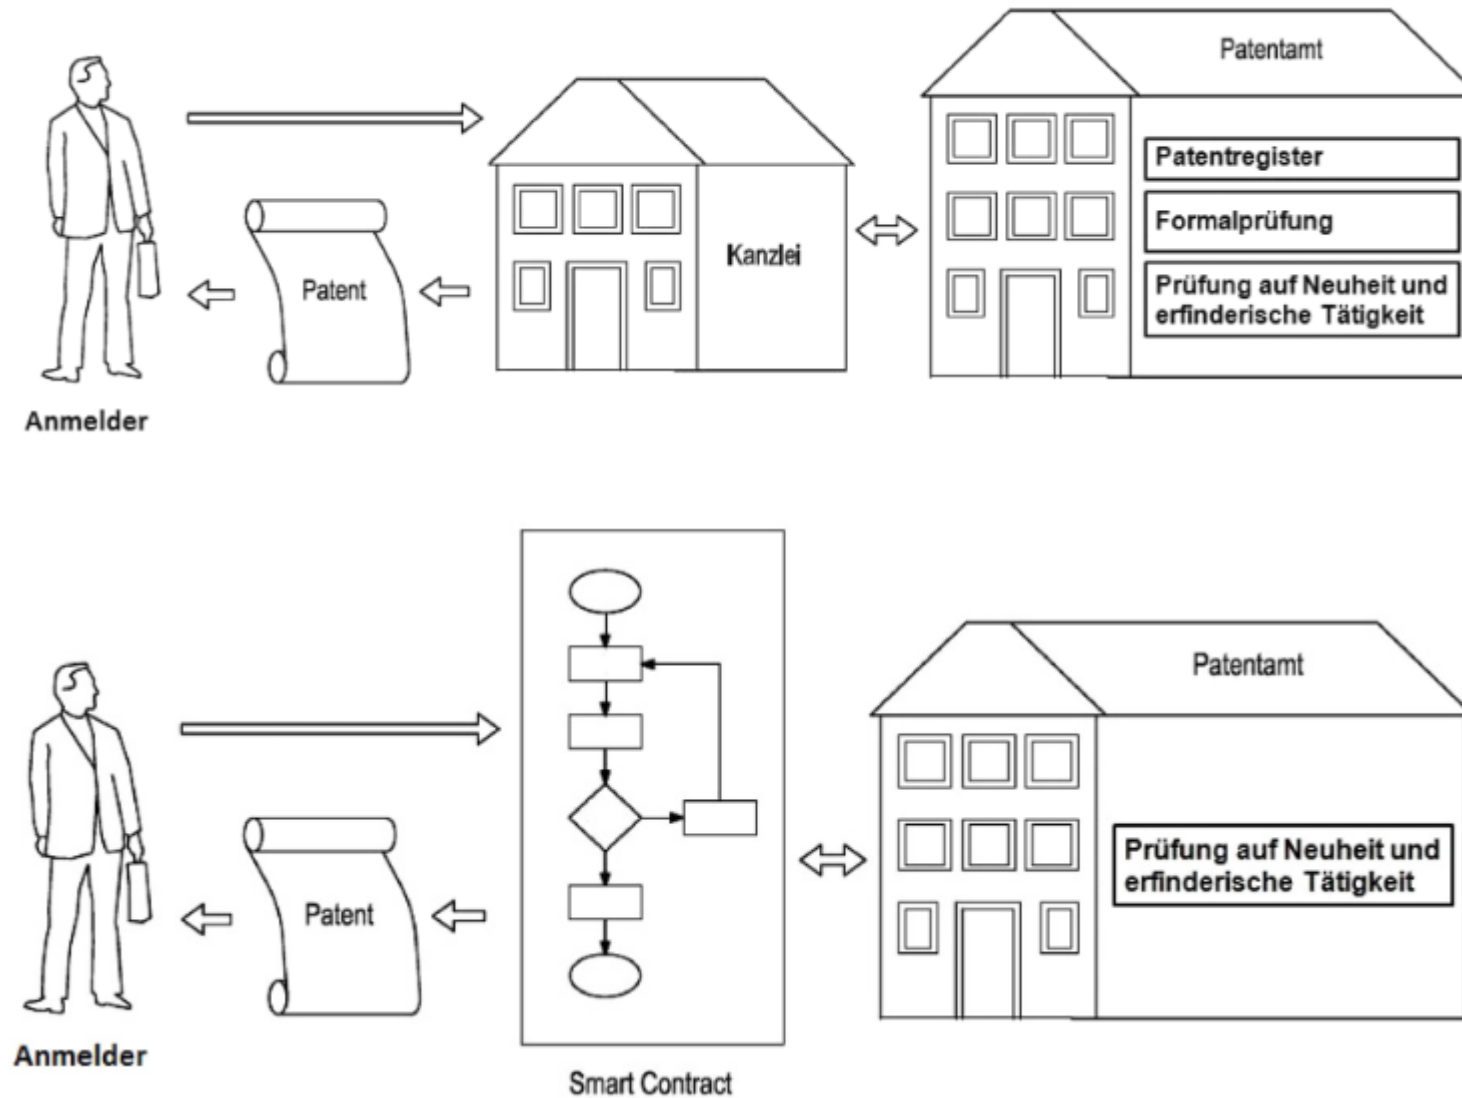 Patentamt
Patentregister
Formalprüfung
Kanzlei
Prüfung auf Neuheit und
erfinderische Tätigkeit
Patent
Anmelder
Patentamt
Prüfung auf Neuheit und
erfinderische Tätigkeit
Patent
Anmelder
Smart Contract